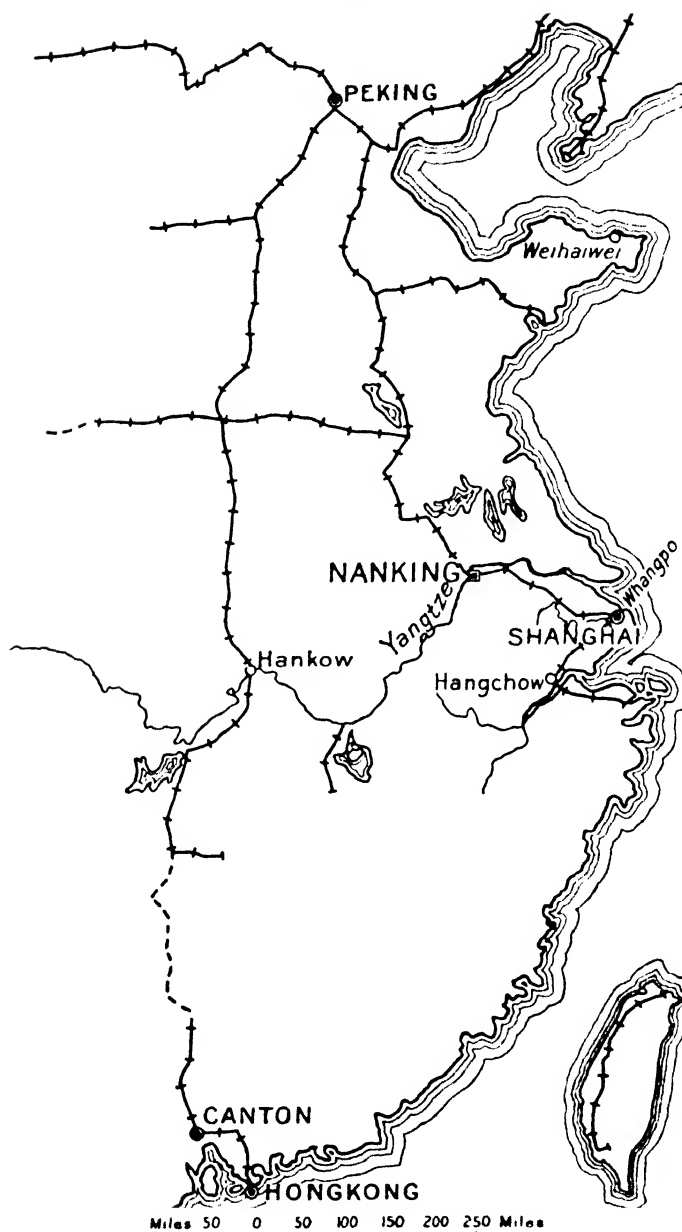 PEKING
Weihaiwei
NANKING
Yangtze
Whangpo
SHANGHAI
Hankow
Hangchow
CANTON
HONGKONG
Miles 50 0 50 100 150 200 250 Miles